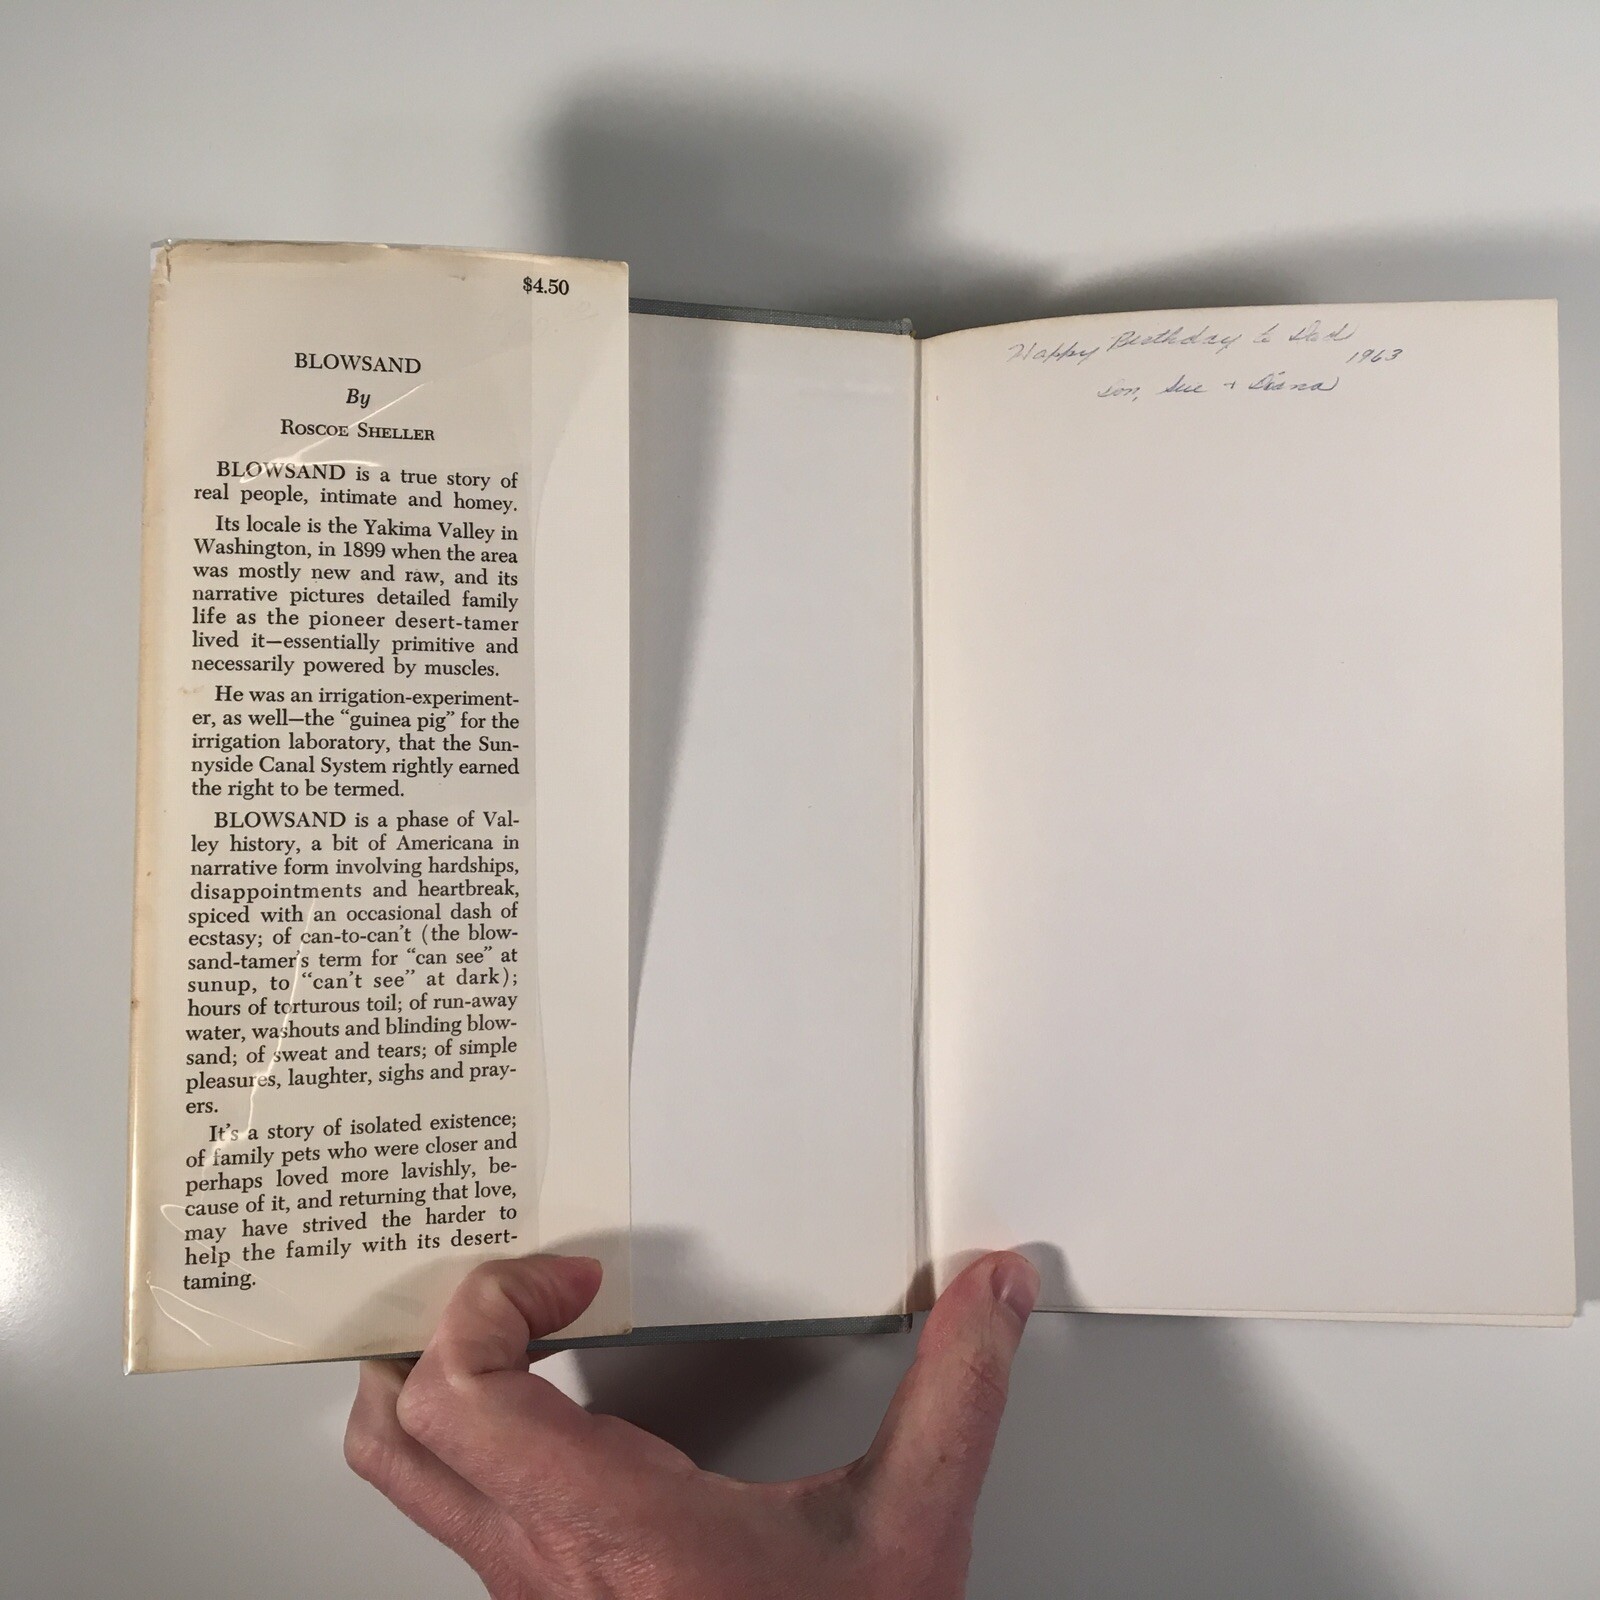 $4.50
BLOWSAND
By
ROSCOE SHELLER
BLOWSAND is a true story of
real people, intimate and homey.
Its locale is the Yakima Valley in
Washington, in 1899 when the area
was mostly new and raw, and its
narrative pictures detailed family
life as the pioneer desert-tamer
lived it—essentially primitive and
necessarily powered by muscles.
He was an irrigation-experiment-
er, as well—the “guinea pig” for the
irrigation laboratory, that the Sun-
nyside Canal System rightly earned
the right to be termed.
BLOWSAND is a phase of Val-
ley history, a bit of Americana in
narrative form involving hardships,
disappointments and heartbreak,
spiced with an occasional dash of
ecstasy; of can-to-can't (the blow-
sand-tamer's term for “can see” at
sunup, to “can't see” at dark);
hours of torturous toil; of run-away
water, washouts and blinding blow-
sand; of sweat and tears; of simple
pleasures, laughter, sighs and pray-
ers.
It's a story of isolated existence;
of family pets who were closer and
perhaps loved more lavishly, be-
cause of it, and returning that love,
may have strived the harder to
help the family with its desert-
taming.
Happy Birthday to Dad
1963
Sue + Diana